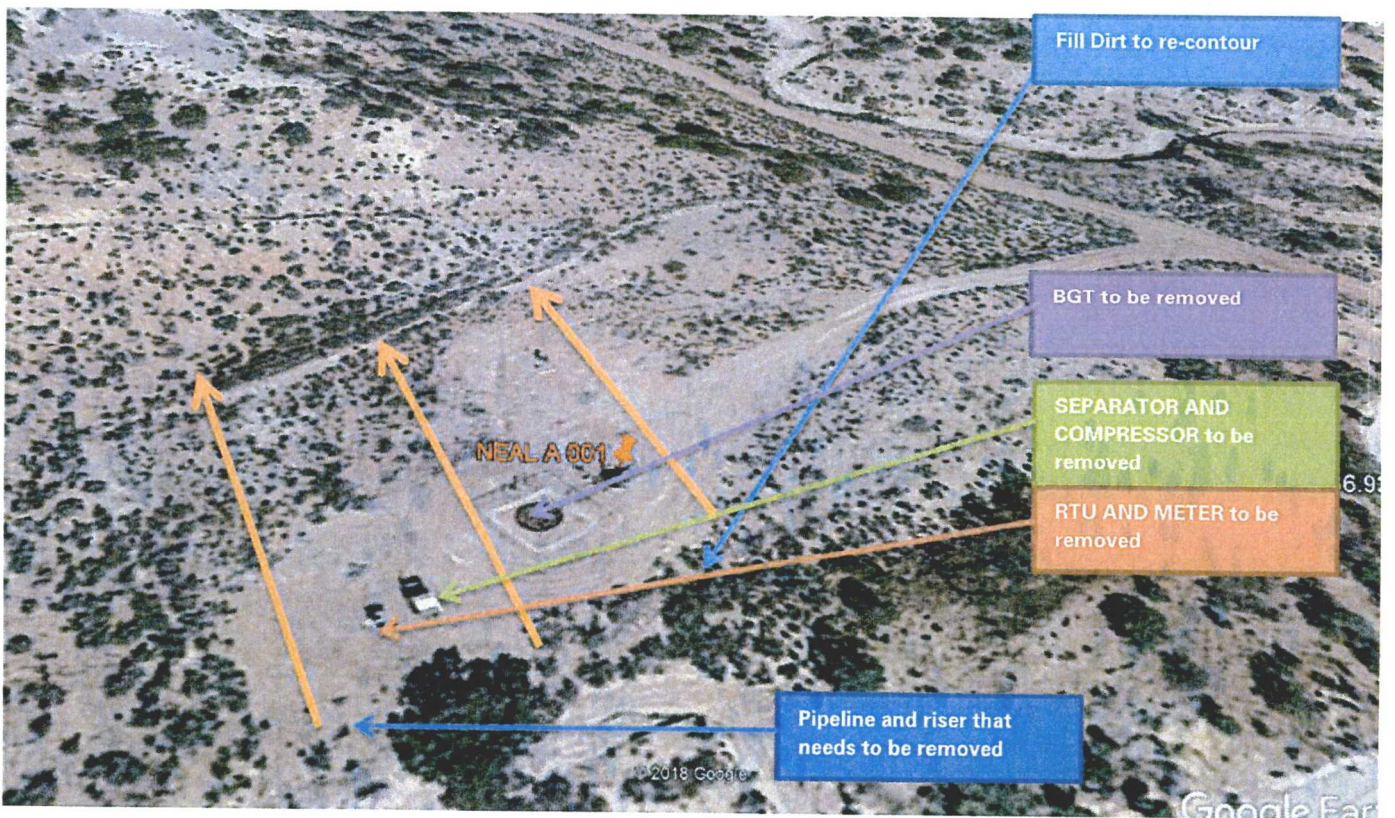 Fill Dirt to re-contour
BGT to be removed
SEPARATOR AND
COMPRESSOR to be
removed
NEAL A 001
RTU AND METER to be
removed
Pipeline and riser that
needs to be removed
2018 Google
Google Ear